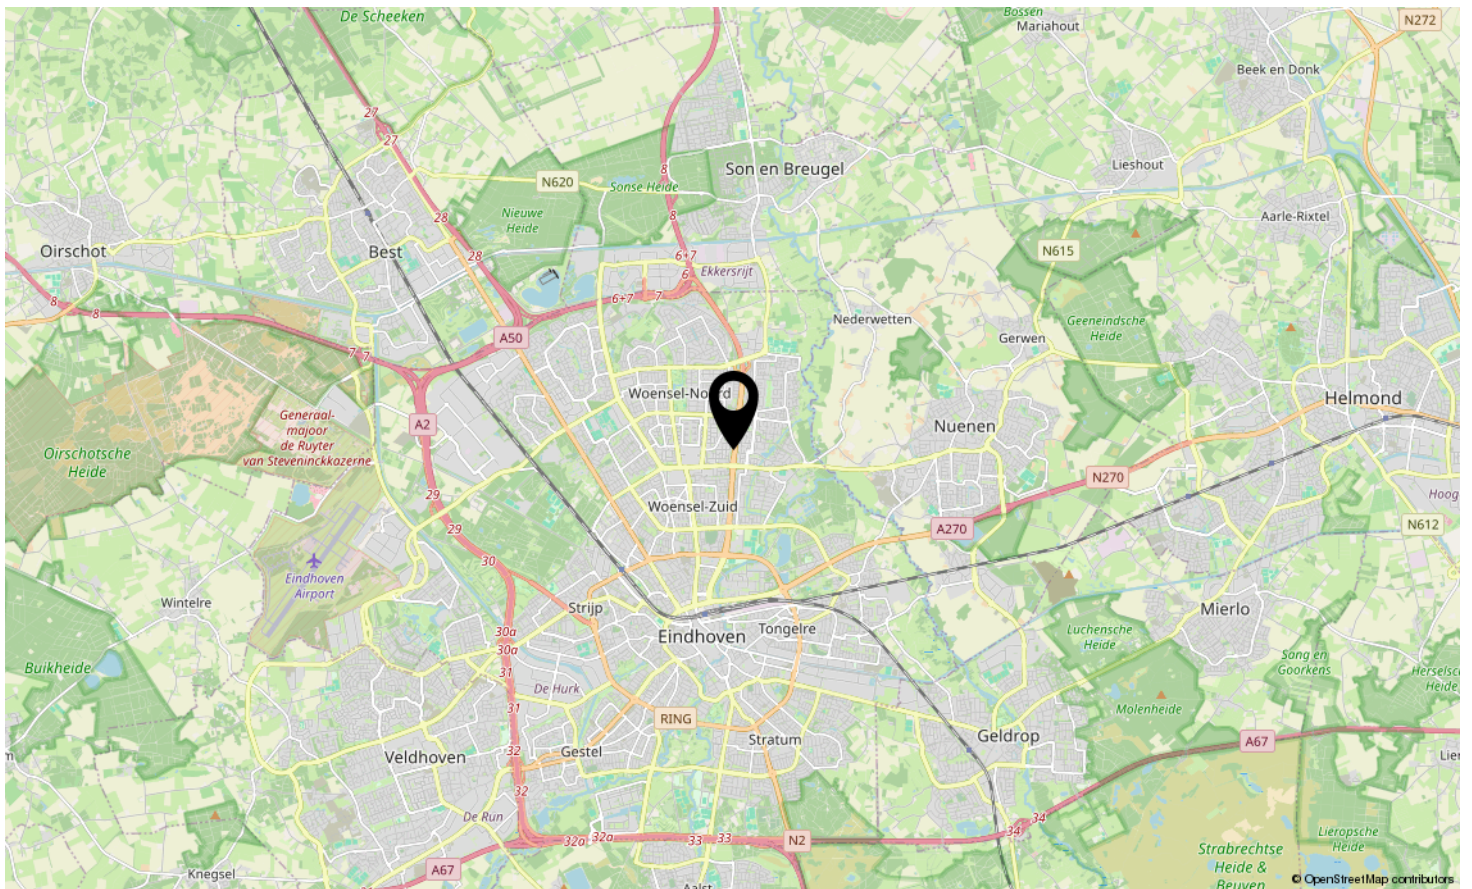 De Scheeken
Bossen
Mariahout
N272
Beek en Donk
27
27
Son en Breugel
8
Lieshout
N620
Sonse Heide
Nieuwe
Heide
8
28
28
Aarle-Rixtel
Oirschot
Best
N615
6+7
6
Ekkersrijt
6+7
7
8
8
Nederwetten
Geeneindsche
Heide
A50
Gerwen
7
7
Woensel-Noord
Helmond
Generaal-
majoor
de Ruyter
van Steveninckkazerne
A2
Nuenen
Oirschotsche
Heide
N270
29
29
Woensel-Zuid
Hoog
N612
A270
30
Eindhoven
Airport
Wintelre
Strijp
Mierlo
Eindhoven
Tongelre
30a
30a
Luchensche
Heide
Sang en
Goorkens
Buikheide
31
De Hurk
31
Herselsc
Heide
Molenheide
RING
Stratum
Geldrop
A67
32
Gestel
Veldhoven
Lier
m
32
De Run
34
34
32a
32a
33
33
N2
Lieropsche
Heide
Strabrechtse
Heide &
Beuven
A67
Knegsel
Aalst
© OpenStreetMap contributors